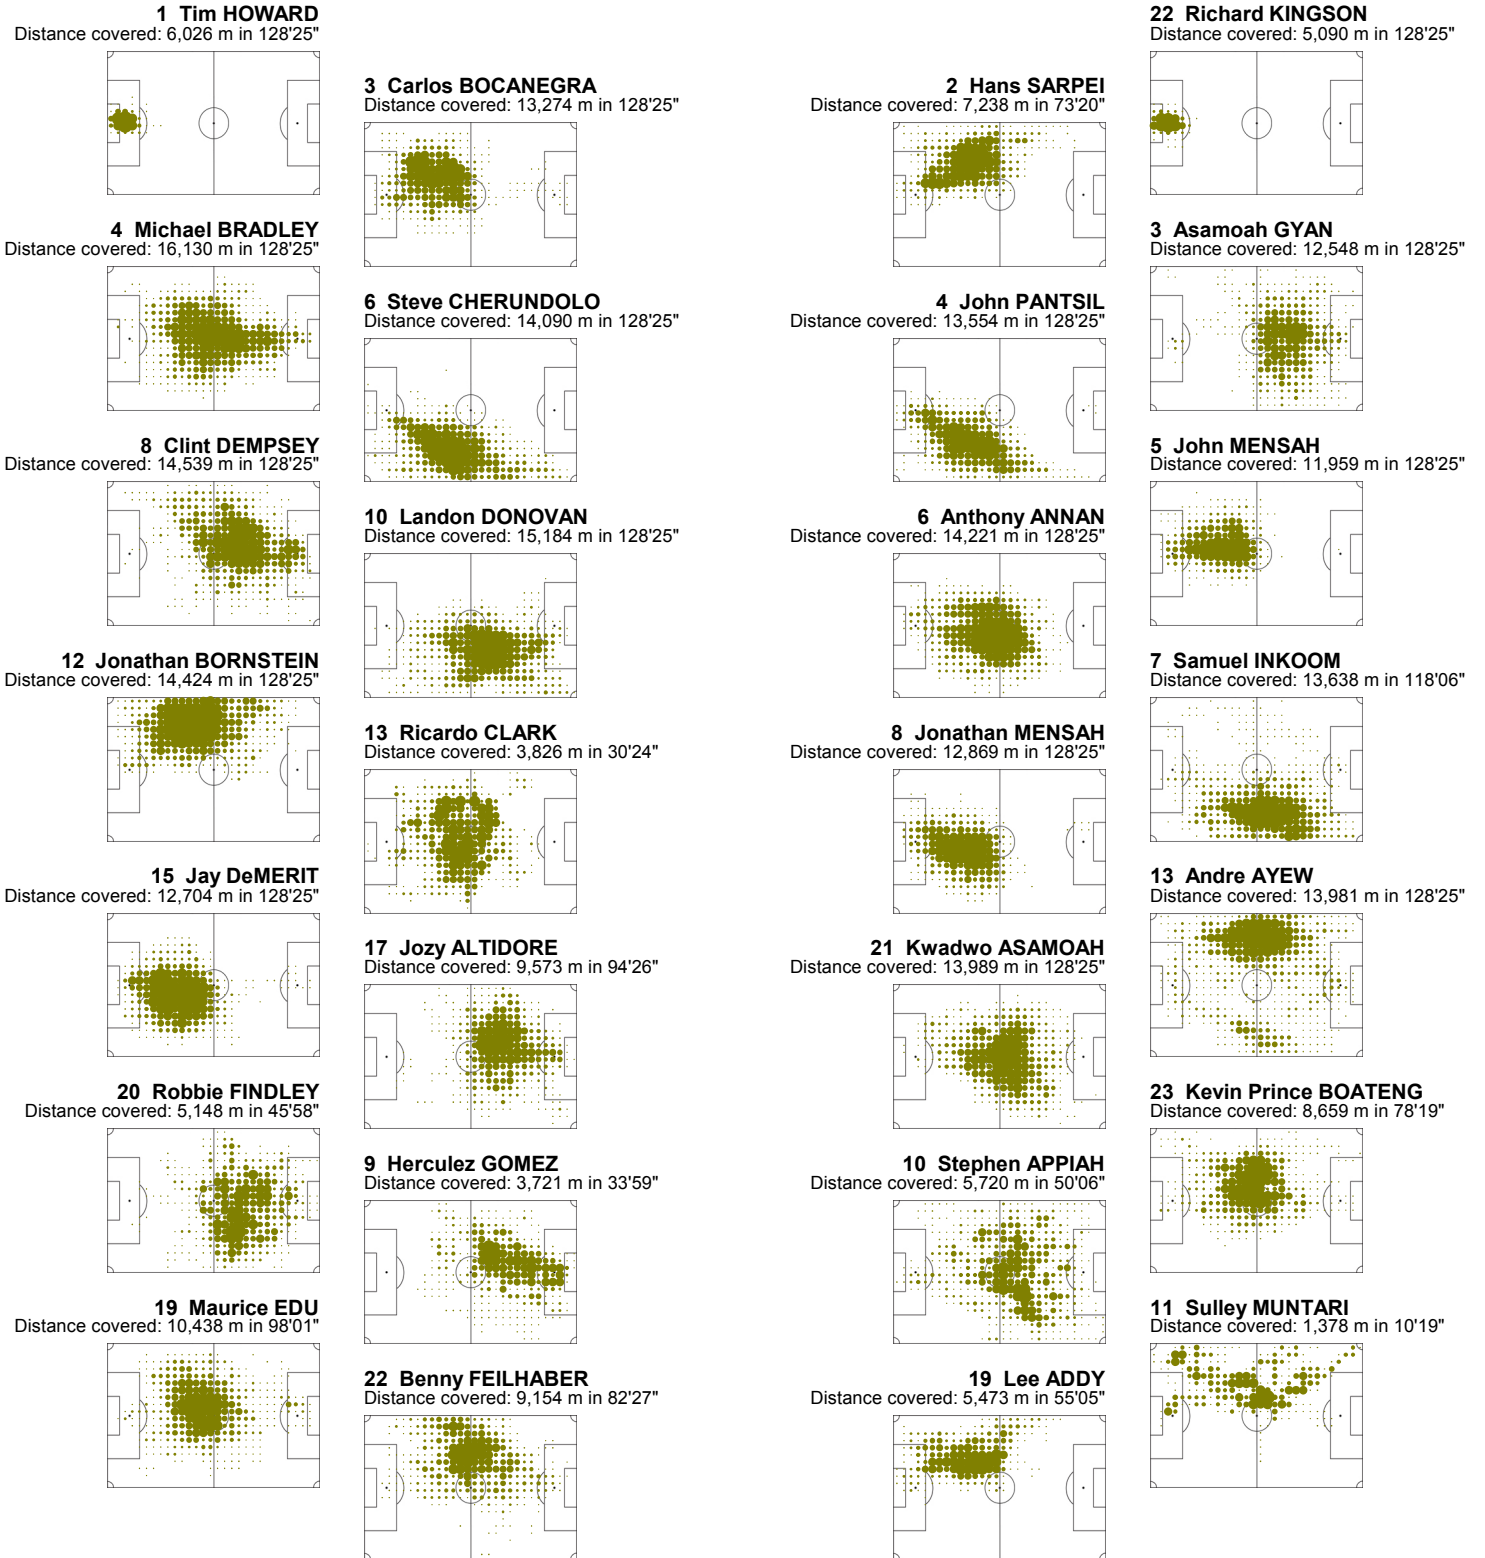 1 Tim HOWARD
Distance covered: 6,026 m in 128'25"
22 Richard KINGSON
Distance covered: 5,090 m in 128'25"
3 Carlos BOCANEGRA
Distance covered: 13,274 m in 128'25"
2 Hans SARPEI
Distance covered: 7,238 m in 73'20"
4 Michael BRADLEY
Distance covered: 16,130 m in 128'25"
3 Asamoah GYAN
Distance covered: 12,548 m in 128'25"
6 Steve CHERUNDOLO
Distance covered: 14,090 m in 128'25"
4 John PANTSIL
Distance covered: 13,554 m in 128'25"
8 Clint DEMPSEY
Distance covered: 14,539 m in 128'25"
5 John MENSAH
Distance covered: 11,959 m in 128'25"
10 Landon DONOVAN
Distance covered: 15,184 m in 128'25"
6 Anthony ANNAN
Distance covered: 14,221 m in 128'25"
12 Jonathan BORNSTEIN
Distance covered: 14,424 m in 128'25"
7 Samuel INKOOM
Distance covered: 13,638 m in 118'06"
13 Ricardo CLARK
Distance covered: 3,826 m in 30'24"
8 Jonathan MENSAH
Distance covered: 12,869 m in 128'25"
15 Jay DeMERIT
Distance covered: 12,704 m in 128'25"
13 Andre AYEW
Distance covered: 13,981 m in 128'25"
17 Jozy ALTIDORE
Distance covered: 9,573 m in 94'26"
21 Kwadwo ASAMOAH
Distance covered: 13,989 m in 128'25"
20 Robbie FINDLEY
Distance covered: 5,148 m in 45'58"
23 Kevin Prince BOATENG
Distance covered: 8,659 m in 78'19"
9 Herculez GOMEZ
Distance covered: 3,721 m in 33'59"
10 Stephen APPIAH
Distance covered: 5,720 m in 50'06"
19 Maurice EDU
Distance covered: 10,438 m in 98'01"
11 Sulley MUNTARI
Distance covered: 1,378 m in 10'19"
22 Benny FEILHABER
Distance covered: 9,154 m in 82'27"
19 Lee ADDY
Distance covered: 5,473 m in 55'05"